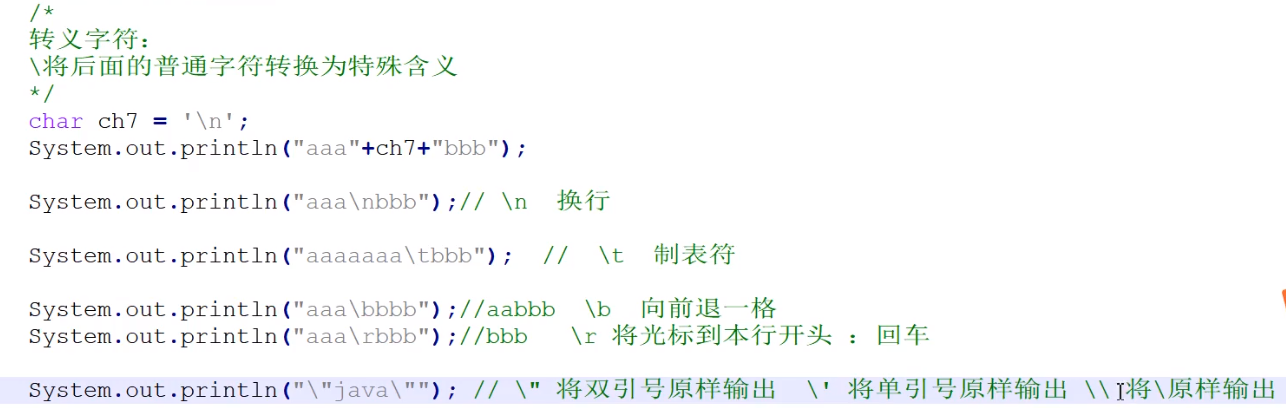 /*
转义字符：
\将后面的普通字符转换为特殊含义
*/
char ch7 = '\n';
System.out.println("aaa"+ch7+"bbb");
System.out.println("aaa\nbbb");// \n  换行
System.out.println("aaaaaaa\tbbb");  //  \t  制表符
System.out.println("aaa\bbbb");//aabbb  \b  向前退一格
System.out.println("aaa\rbbb");//bbb   \r 将光标到本行开头 ：回车
System.out.println("\"java\""); // \" 将双引号原样输出  \' 将单引号原样输出 \\ 将\原样输出